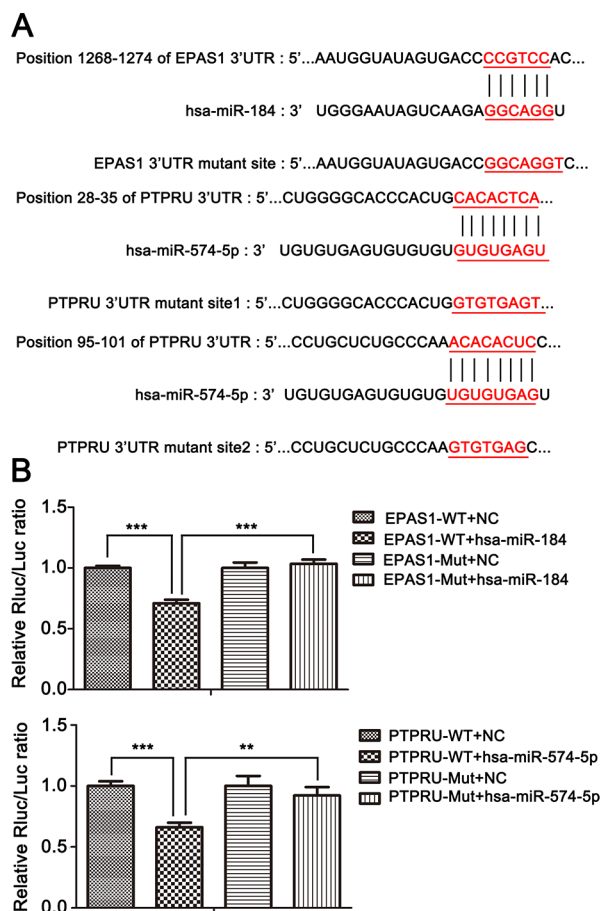 A
Position 1268-1274 of EPAS1 3'UTR : 5'...AAUGGUAUAGUGACCCCGTCCAC...
hsa-miR-184 : 3' UGGGAAUAGUCAAGAGGCAGGU
EPAS1 3'UTR mutant site : 5'...AAUGGUAUAGUGACCGGCAGGTC...
Position 28-35 of PTPRU 3'UTR : 5'...CUGGGGCACCCACUGCACACTCA...
hsa-miR-574-5p : 3' UGUGUGAGUGUGUGUGUGUGAGU
PTPRU 3'UTR mutant site1 : 5'...CUGGGGCACCCACUGGTGTGAGT...
Position 95-101 of PTPRU 3'UTR : 5'...CCUGCUCUGCCCAAACACACUCC...
hsa-miR-574-5p : 3' UGUGUGAGUGUGUGUGUGUGAGU
PTPRU 3'UTR mutant site2 : 5'...CCUGCUCUGCCCAAGTGTGAGC...
B
Relative Rluc/Luc ratio
1.5
1.0
0.5
0.0
*** ***
EPAS1-WT+NC
EPAS1-WT+hsa-miR-184
EPAS1-Mut+NC
EPAS1-Mut+hsa-miR-184
Relative Rluc/Luc ratio
1.5
1.0
0.5
0.0
*** **
PTPRU-WT+NC
PTPRU-WT+hsa-miR-574-5p
PTPRU-Mut+NC
PTPRU-Mut+hsa-miR-574-5p